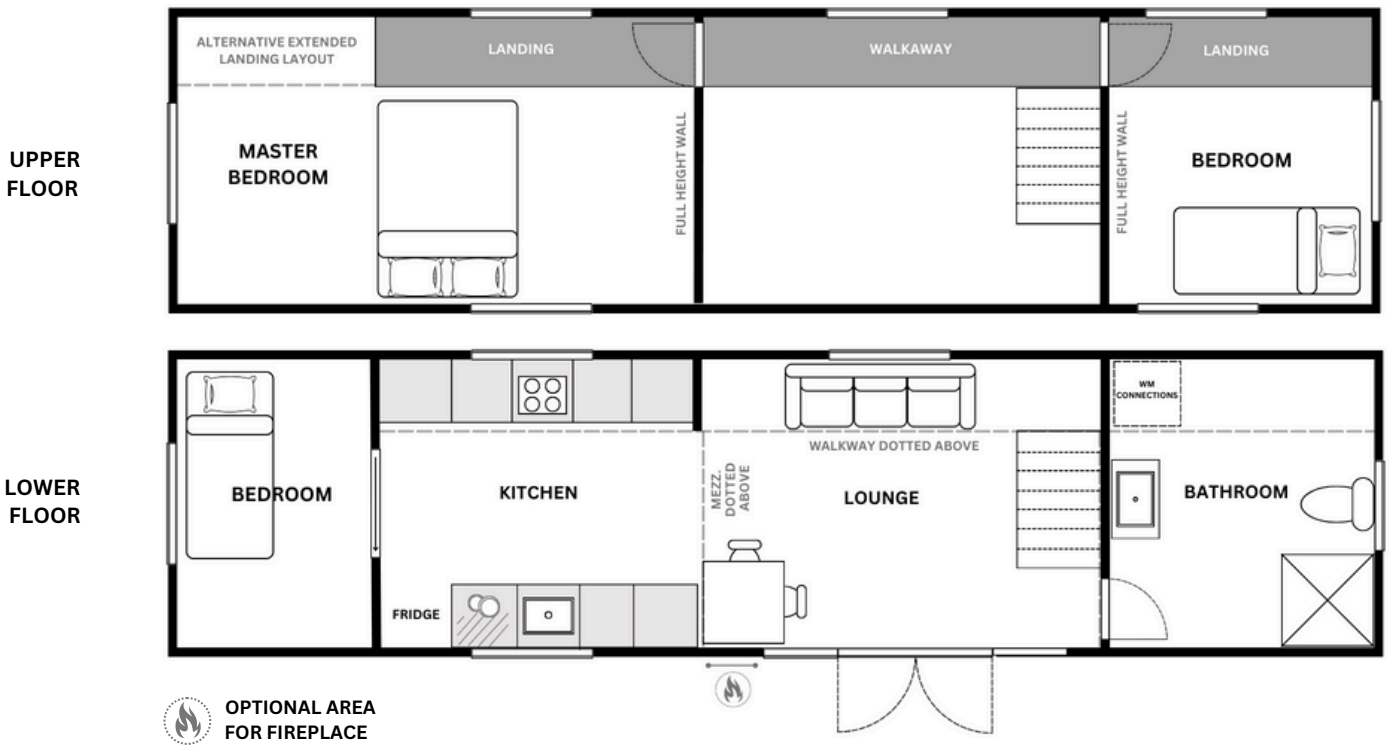 UPPER
FLOOR
ALTERNATIVE EXTENDED
LANDING LAYOUT
LANDING
WALKAWAY
LANDING
MASTER
BEDROOM
FULL HEIGHT WALL
FULL HEIGHT WALL
BEDROOM
LOWER
FLOOR
BEDROOM
KITCHEN
FRIDGE
MEZZ.
DOTTED
ABOVE
WALKWAY DOTTED ABOVE
LOUNGE
WM
CONNECTIONS
BATHROOM
OPTIONAL AREA
FOR FIREPLACE